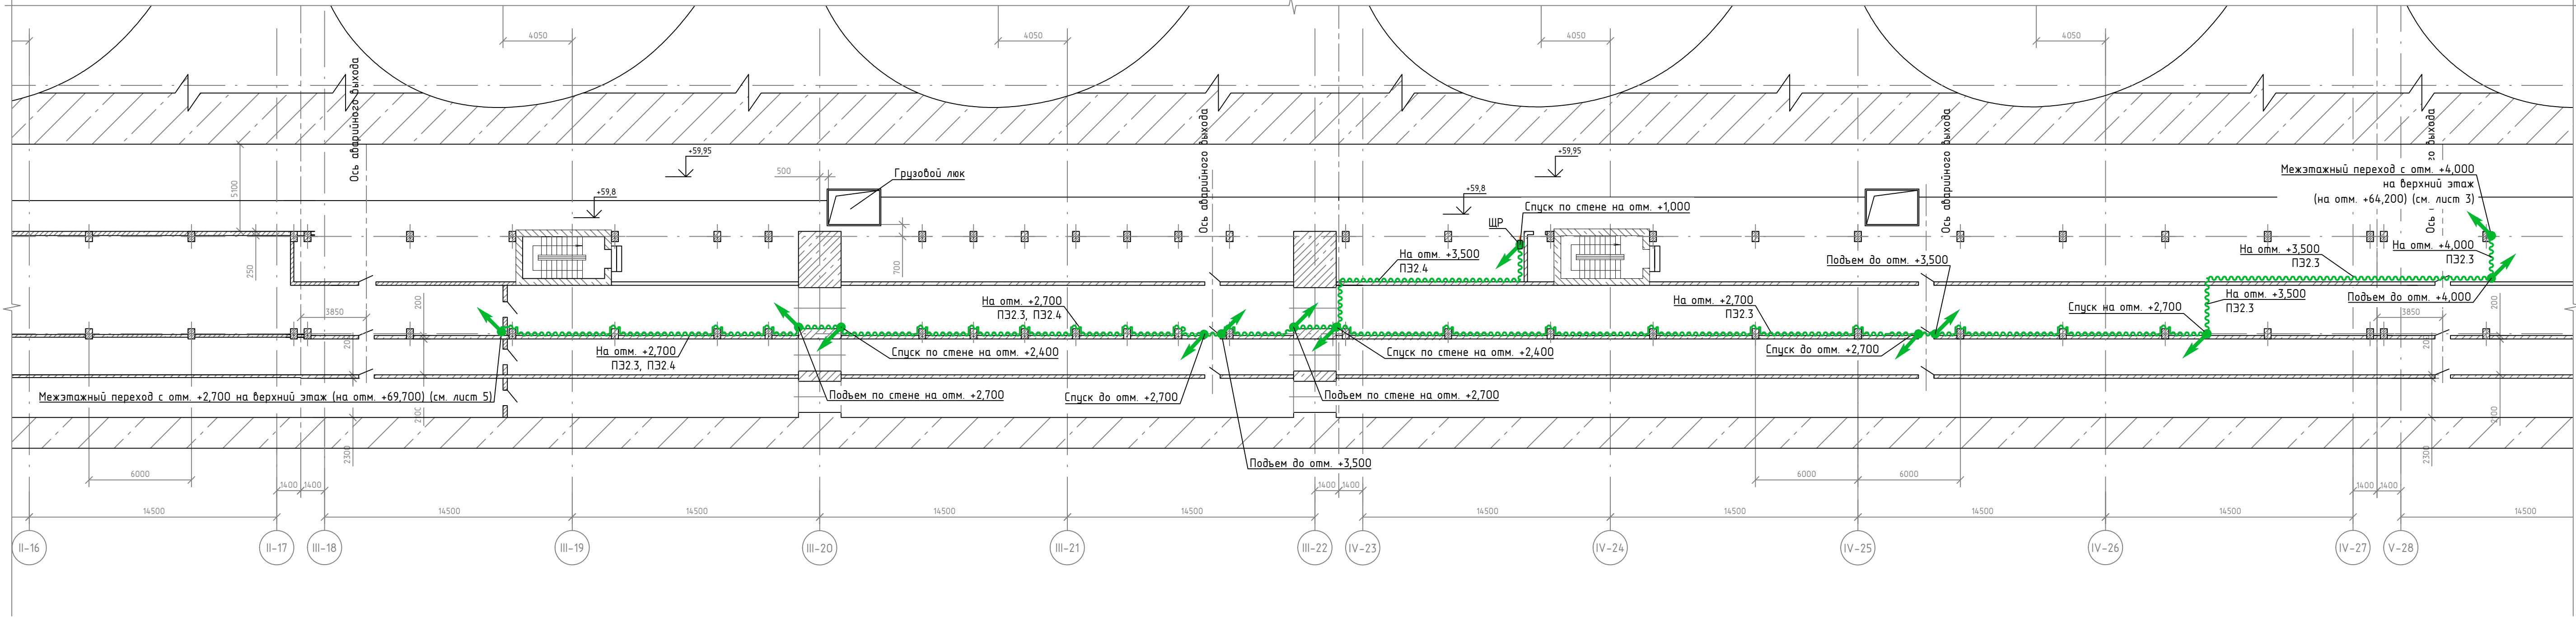 4050
4050
4050
4050
Ось аварийного выхода
Ось аварийного выхода
Ось аварийного выхода
+59,95
+59,95
500
Грузовой люк
5100
+59,8
+59,8
Межэтажный переход с отм. +4,000
на верхний этаж
(на отм. +64,200) (см. лист 3)
Спуск по стене на отм. +1,000
ЩР
На отм. +3,500
ПЭ2.4
Подъем до отм. +3,500
На отм. +3,500
ПЭ2.3
На отм. +4,000
ПЭ2.3
250
700
200
3850
На отм. +2,700
ПЭ2.3, ПЭ2.4
На отм. +2,700
ПЭ2.3
Спуск на отм. +2,700
На отм. +3,500
ПЭ2.3
Подъем до отм. +4,000
200
3850
На отм. +2,700
ПЭ2.3, ПЭ2.4
Спуск по стене на отм. +2,400
Спуск по стене на отм. +2,400
Спуск до отм. +2,700
Межэтажный переход с отм. +2,700 на верхний этаж (на отм. +69,700) (см. лист 5)
Подъем по стене на отм. +2,700
Спуск до отм. +2,700
Подъем по стене на отм. +2,700
2300
2300
Подъем до отм. +3,500
6000
6000
6000
1400
1400
1400
1400
1400
1400
14500
14500
14500
14500
14500
14500
14500
14500
14500
14500
II-16
II-17
III-18
III-19
III-20
III-21
III-22
IV-23
IV-24
IV-25
IV-26
IV-27
V-28